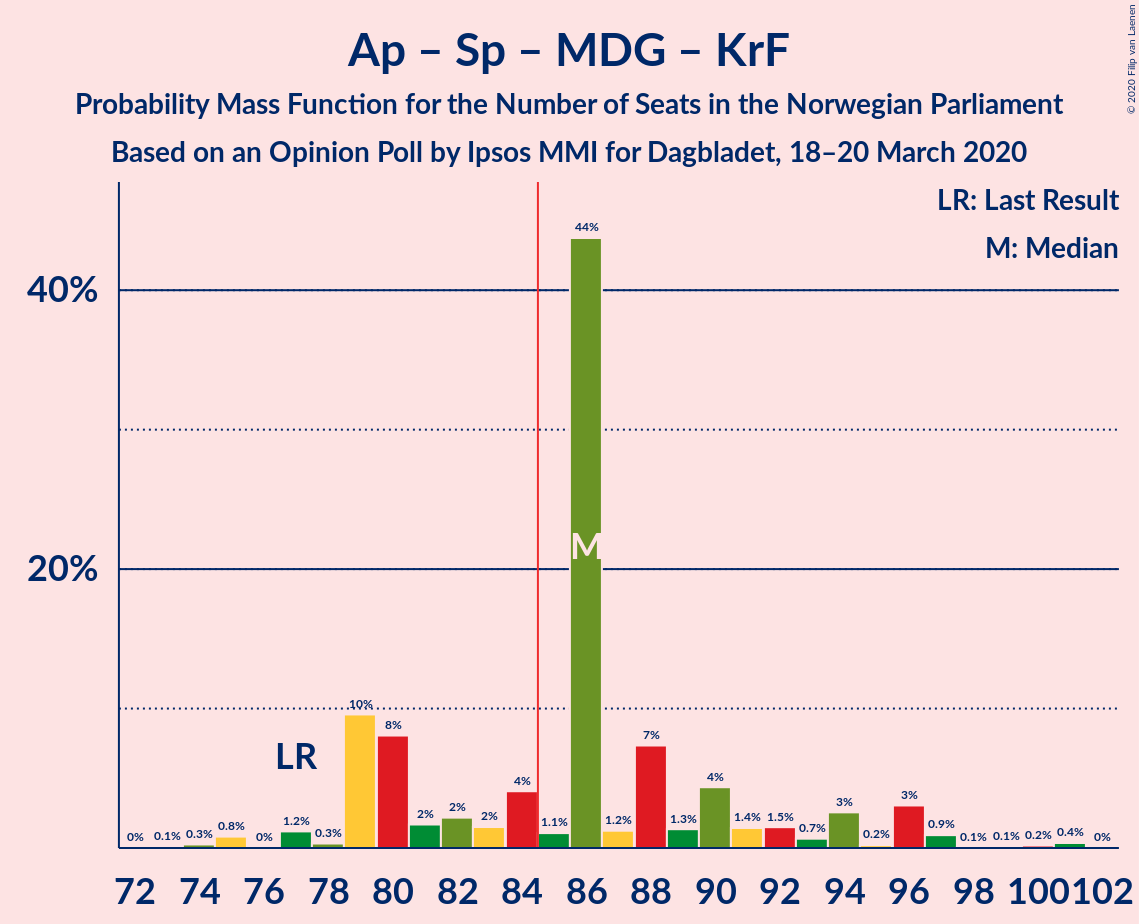 Ap – Sp – MDG – KrF
Probability Mass Function for the Number of Seats in the Norwegian Parliament
Based on an Opinion Poll by Ipsos MMI for Dagbladet, 18–20 March 2020
© 2020 Filip van Laenen
LR: Last Result
M: Median
40%
20%
LR
M
0% 0.1% 0.3% 0.8% 0% 1.2% 0.3% 10% 8% 2% 2% 2% 4% 1.1% 44% 1.2% 7% 1.3% 4% 1.4% 1.5% 0.7% 3% 0.2% 3% 0.9% 0.1% 0.1% 0.2% 0.4% 0%
72 74 76 78 80 82 84 86 88 90 92 94 96 98 100 102